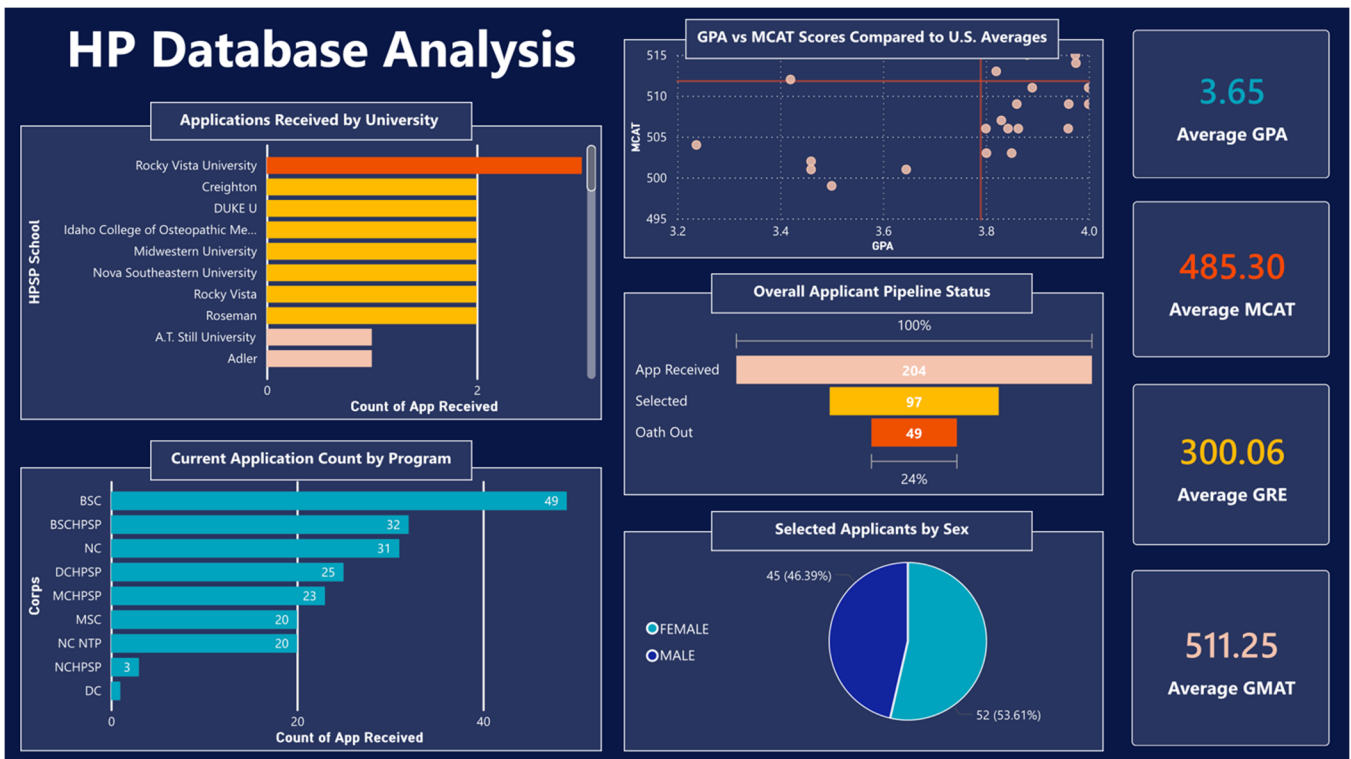 HP Database Analysis
Applications Received by University
HPSP School
Rocky Vista University
Creighton
DUKE U
Idaho College of Osteopathic Me...
Midwestern University
Nova Southeastern University
Rocky Vista
Roseman
A.T. Still University
Adler
0 2
Count of App Received
Current Application Count by Program
Corps
BSC 49
BSCHPSP 32
NC 31
DCHPSP 25
MCHPSP 23
MSC 20
NC NTP 20
NCHPSP 3
DC
0 20 40
Count of App Received
GPA vs MCAT Scores Compared to U.S. Averages
MCAT
515
510
505
500
495
3.2 3.4 3.6 3.8 4.0
GPA
Overall Applicant Pipeline Status
100%
App Received 204
Selected 97
Oath Out 49
24%
Selected Applicants by Sex
45 (46.39%)
FEMALE
MALE
52 (53.61%)
3.65
Average GPA
485.30
Average MCAT
300.06
Average GRE
511.25
Average GMAT